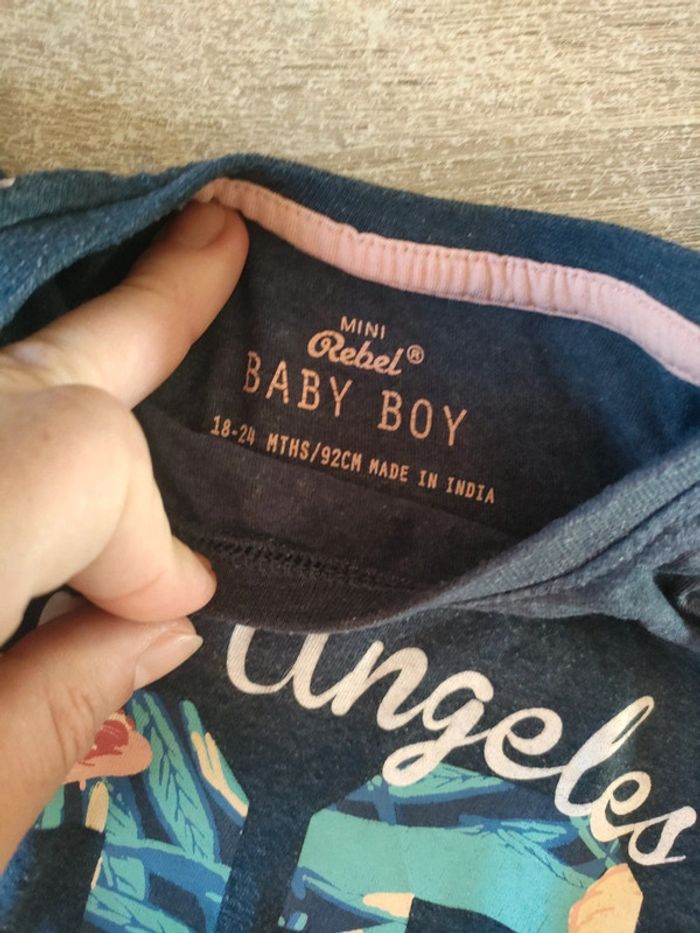 MINI
Rebel®
BABY BOY
18-24 MTHS/92CM MADE IN INDIA
Angeles